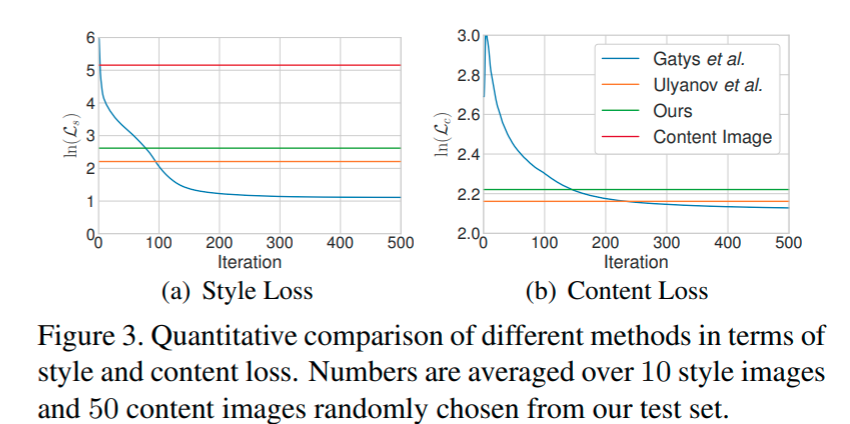 6
5
4
3
2
1
0
ln(ℒₛ)
0 100 200 300 400 500
Iteration
(a) Style Loss
3.0
2.8
2.6
2.4
2.2
2.0
ln(ℒ𝑐)
Gatys et al.
Ulyanov et al.
Ours
Content Image
0 100 200 300 400 500
Iteration
(b) Content Loss
Figure 3. Quantitative comparison of different methods in terms of
style and content loss. Numbers are averaged over 10 style images
and 50 content images randomly chosen from our test set.